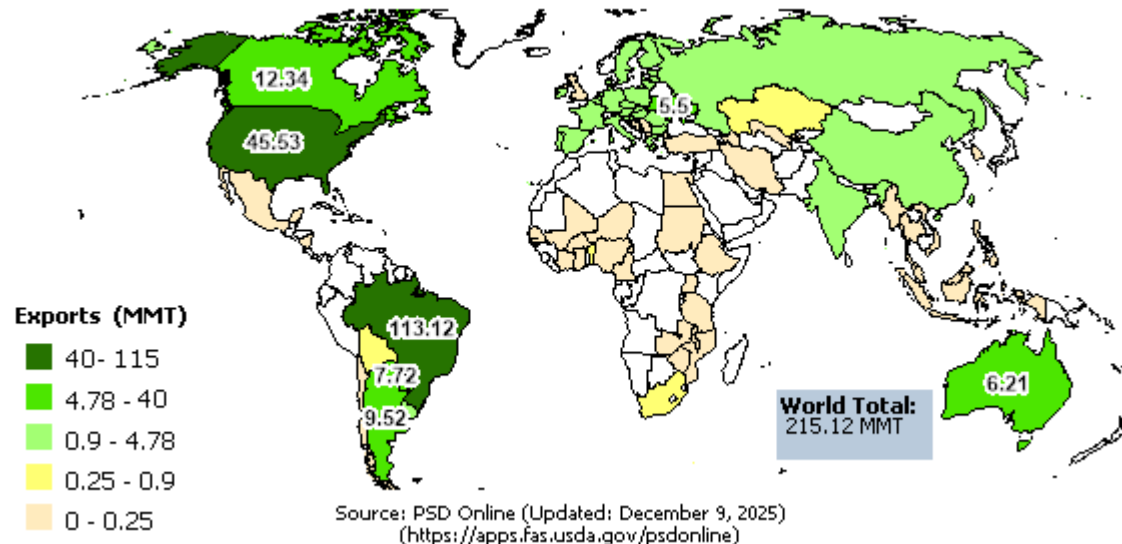 12.34
5.5
45.53
113.12
7.72
9.52
6.21
Exports (MMT)
40- 115
4.78 - 40
0.9 - 4.78
0.25 - 0.9
0 - 0.25
World Total:
215.12 MMT
Source: PSD Online (Updated: December 9, 2025)
(https://apps.fas.usda.gov/psdonline)